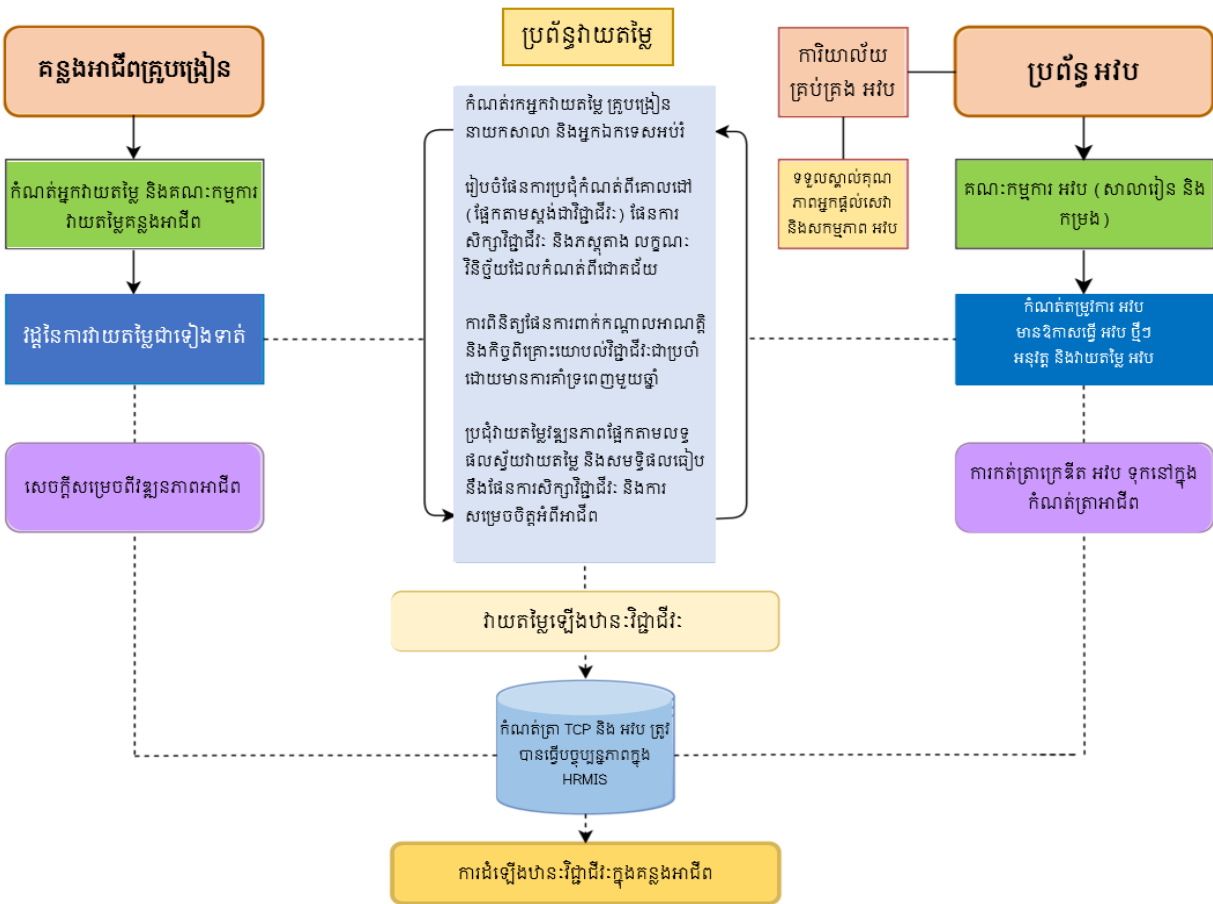 គន្លងអាជីពគ្រូបង្រៀន
កំណត់អ្នកវាយតម្លៃ និងគណៈកម្មការ
វាយតម្លៃគន្លងអាជីព
វដ្តនៃការវាយតម្លៃជាទៀងទាត់
សេចក្តីសម្រេចពីវឌ្ឍនភាពអាជីព
ប្រព័ន្ធវាយតម្លៃ
កំណត់រកអ្នកវាយតម្លៃ គ្រូបង្រៀន
នាយកសាលា និងអ្នកឯកទេសអប់រំ
រៀបចំផែនការប្រជុំកំណត់ពីគោលដៅ
(ផ្អែកតាមស្តង់ដាវិជ្ជាជីវៈ) ផែនការ
សិក្សាវិជ្ជាជីវៈ និងភស្តុតាង លក្ខណៈ
វិនិច្ឆ័យដែលកំណត់ពីជោគជ័យ
ការពិនិត្យផែនការពាក់កណ្តាលអាណត្តិ
និងកិច្ចពិគ្រោះយោបល់វិជ្ជាជីវៈជាប្រចាំ
ដោយមានការគាំទ្រពេញមួយឆ្នាំ
ប្រជុំវាយតម្លៃវឌ្ឍនភាពផ្អែកតាមលទ្ធ
ផលស្វ័យវាយតម្លៃ និងសមទ្ធិផលធៀប
នឹងផែនការសិក្សាវិជ្ជាជីវៈ និងការ
សម្រេចចិត្តអំពីអាជីព
ការិយាល័យ
គ្រប់គ្រង អវប
ទទួលស្គាល់គុណ
ភាពអ្នកផ្តល់សេវា
និងសកម្មភាព អវប
ប្រព័ន្ធ អវប
គណៈកម្មការ អវប (សាលារៀន និង
កម្រង)
កំណត់តម្រូវការ អវប
មានឱកាសធ្វើ អវប ថ្មីៗ
អនុវត្ត និងវាយតម្លៃ អវប
ការកត់ត្រាក្រេឌីត អវប ទុកនៅក្នុង
កំណត់ត្រាអាជីព
វាយតម្លៃឡើងឋានៈវិជ្ជាជីវៈ
កំណត់ត្រា TCP និង អវប ត្រូវ
បានធ្វើបច្ចុប្បន្នភាពក្នុង
HRMIS
ការដំឡើងឋានៈវិជ្ជាជីវៈក្នុងគន្លងអាជីព